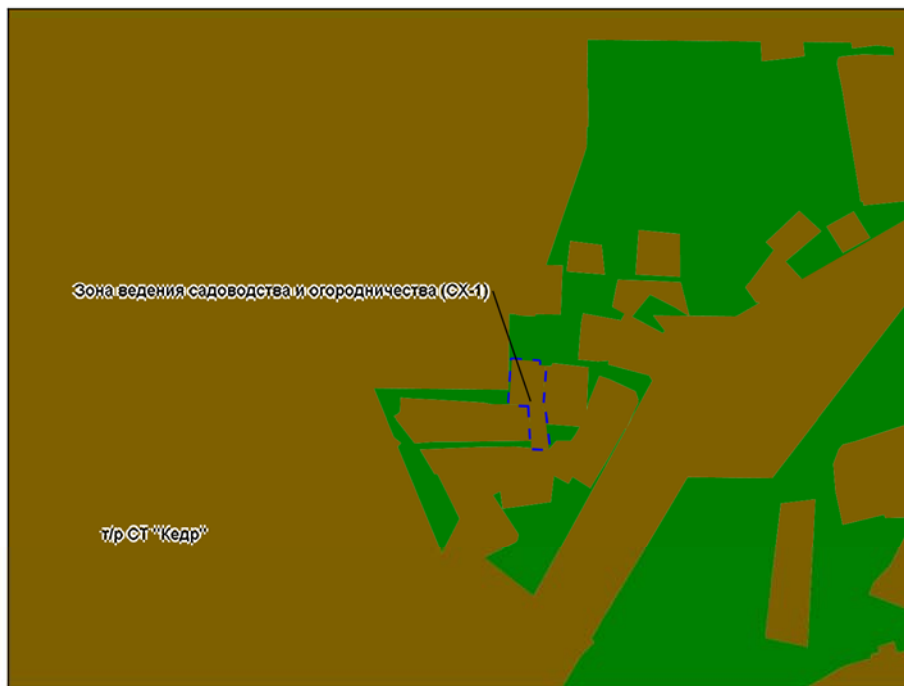 Зона ведения садоводства и огородничества (СХ-1)
т/р СТ "Кедр"